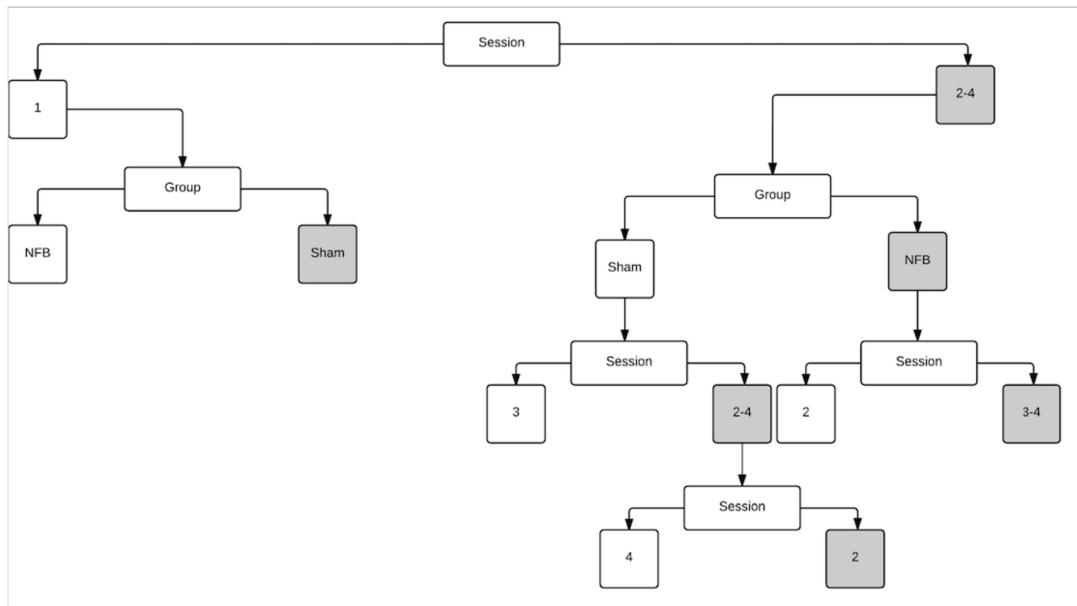 Session
1
2-4
Group
Group
NFB
Sham
Sham
NFB
Session
Session
3
2-4
2
3-4
Session
4
2